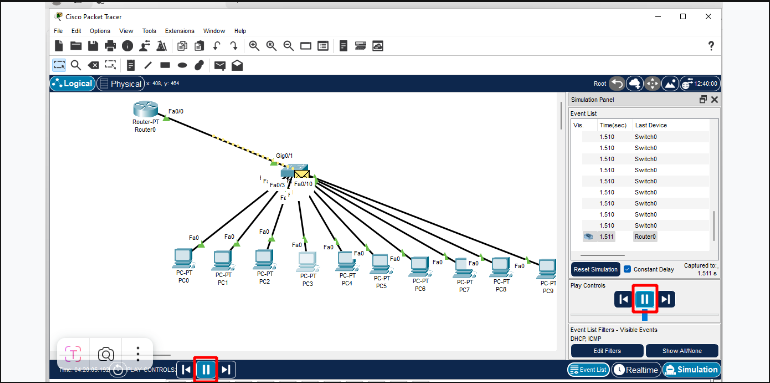 Cisco Packet Tracer
File Edit Options View Tools Extensions Window Help
?
Logical Physical x: 408, y: 464 Root 12:40:00
Simulation Panel
Event List
Vis. Time(sec) Last Device
1.510 Switch0
1.510 Switch0
1.510 Switch0
1.510 Switch0
1.510 Switch0
1.510 Switch0
1.510 Switch0
1.510 Switch0
1.510 Switch0
1.511 Router0
Reset Simulation Constant Delay Captured to:
1.511 s
Play Controls
Event List Filters - Visible Events
DHCP, ICMP
Edit Filters Show All/None
Fa0/0
Router-PT
Router0
Gig0/1
Fa0/3 Fa0/10
Fa0 Fa0 Fa0 Fa0 Fa0 Fa0 Fa0 Fa0 Fa0 Fa0
PC-PT
PC0
PC-PT
PC1
PC-PT
PC2
PC-PT
PC3
PC-PT
PC4
PC-PT
PC5
PC-PT
PC6
PC-PT
PC7
PC-PT
PC8
PC-PT
PC9
T
PLAY CONTROLS:
Event List Realtime Simulation